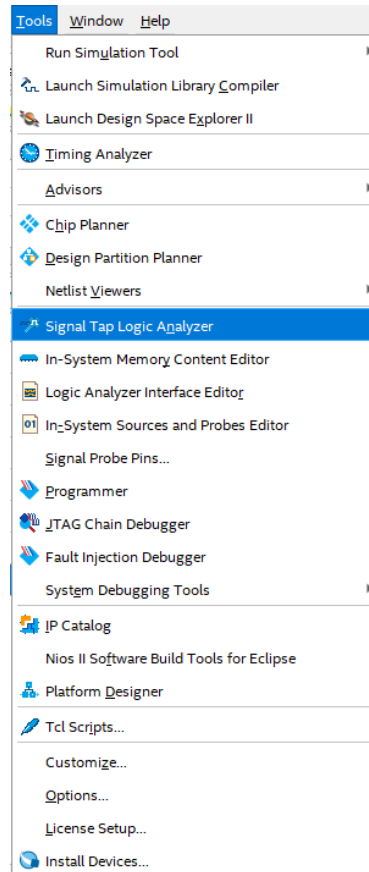 Tools Window Help
Run Simulation Tool
Launch Simulation Library Compiler
Launch Design Space Explorer II
Timing Analyzer
Advisors
Chip Planner
Design Partition Planner
Netlist Viewers
Signal Tap Logic Analyzer
In-System Memory Content Editor
Logic Analyzer Interface Editor
In-System Sources and Probes Editor
Signal Probe Pins...
Programmer
JTAG Chain Debugger
Fault Injection Debugger
System Debugging Tools
IP Catalog
Nios II Software Build Tools for Eclipse
Platform Designer
Tcl Scripts...
Customize...
Options...
License Setup...
Install Devices...